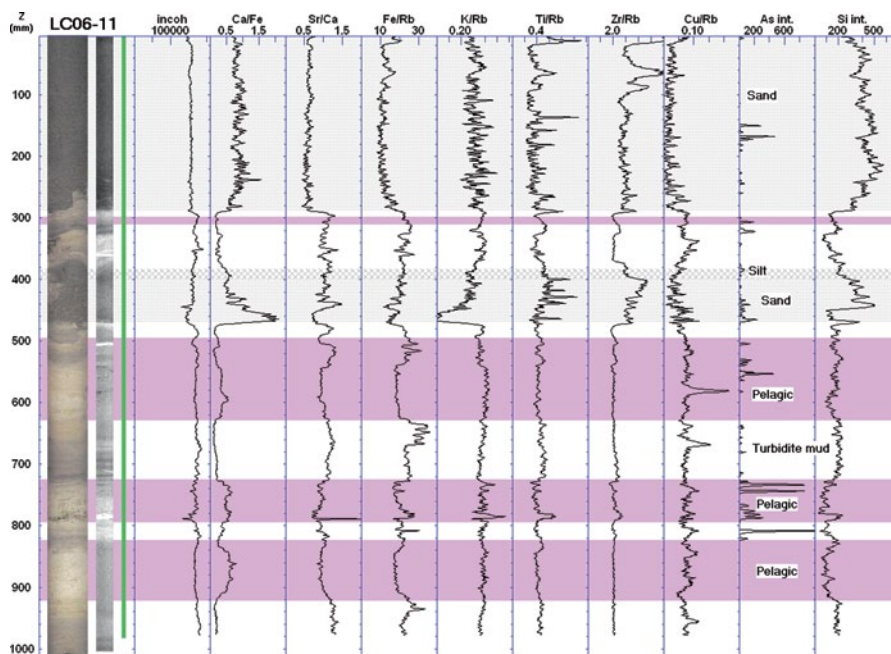 Z
(mm)
LC06-11
incoh
100000
Ca/Fe
0.5 1.5
Sr/Ca
0.5 1.5
Fe/Rb
10 30
K/Rb
0.20
Ti/Rb
0.4
Zr/Rb
2.0
Cu/Rb
0.10
As int.
200 600
Si int.
200 500
100
Sand
200
300
Silt
400
Sand
500
Pelagic
600
Turbidite mud
700
Pelagic
800
Pelagic
900
1000